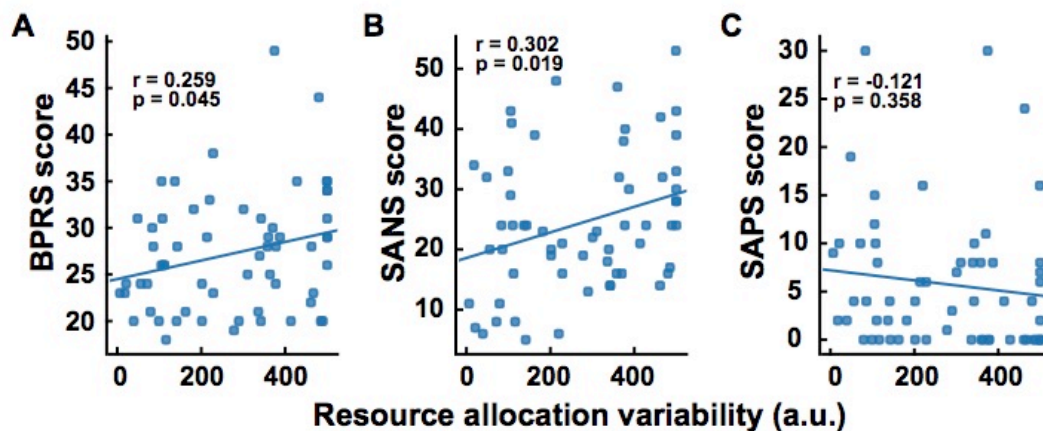 A
BPRS score
50
45
40
35
30
25
20
r = 0.259
p = 0.045
0
200
400
B
SANS score
50
40
30
20
10
r = 0.302
p = 0.019
0
200
400
C
SAPS score
30
25
20
15
10
5
0
r = -0.121
p = 0.358
0
200
400
Resource allocation variability (a.u.)